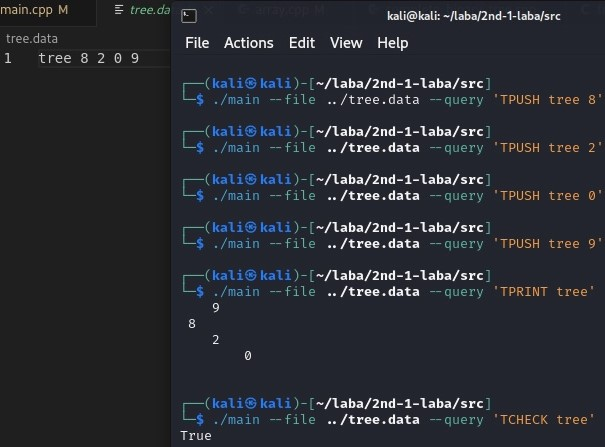 main.cpp M
tree.da
array.cpp M
tree.data
1 tree 8 2 0 9
kali@kali: ~/laba/2nd-1-laba/src
File Actions Edit View Help
┌──(kali㉿kali)-[~/laba/2nd-1-laba/src]
└─$ ./main --file ../tree.data --query 'TPUSH tree 8'
┌──(kali㉿kali)-[~/laba/2nd-1-laba/src]
└─$ ./main --file ../tree.data --query 'TPUSH tree 2'
┌──(kali㉿kali)-[~/laba/2nd-1-laba/src]
└─$ ./main --file ../tree.data --query 'TPUSH tree 0'
┌──(kali㉿kali)-[~/laba/2nd-1-laba/src]
└─$ ./main --file ../tree.data --query 'TPUSH tree 9'
┌──(kali㉿kali)-[~/laba/2nd-1-laba/src]
└─$ ./main --file ../tree.data --query 'TPRINT tree'
9
8
2
0
┌──(kali㉿kali)-[~/laba/2nd-1-laba/src]
└─$ ./main --file ../tree.data --query 'TCHECK tree'
True